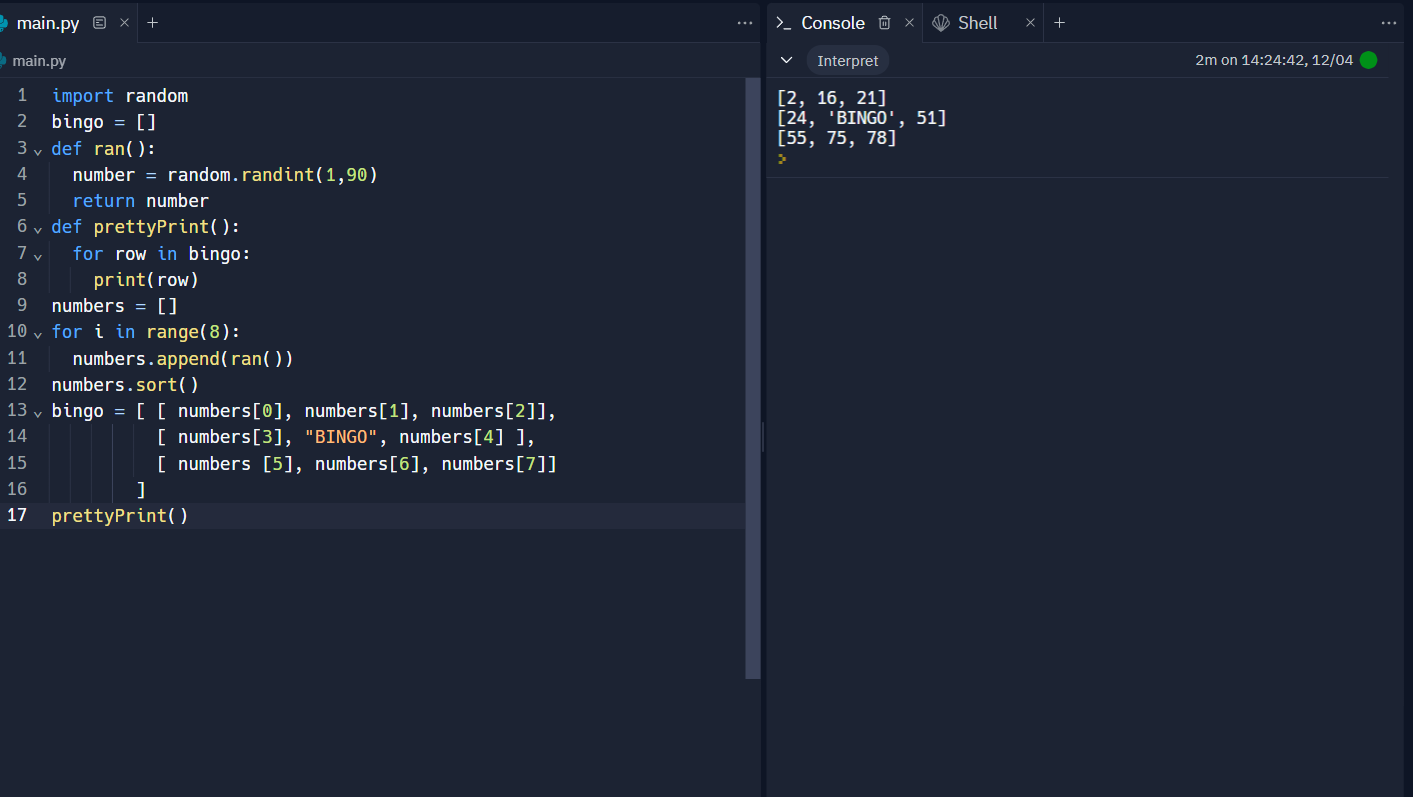 main.py
main.py
1 import random
2 bingo = []
3 def ran():
4   number = random.randint(1,90)
5   return number
6 def prettyPrint():
7   for row in bingo:
8     print(row)
9 numbers = []
10 for i in range(8):
11   numbers.append(ran())
12 numbers.sort()
13 bingo = [ [ numbers[0], numbers[1], numbers[2]],
14           [ numbers[3], "BINGO", numbers[4] ],
15           [ numbers [5], numbers[6], numbers[7]]
16         ]
17 prettyPrint()
Console Shell
Interpret 2m on 14:24:42, 12/04
[2, 16, 21]
[24, 'BINGO', 51]
[55, 75, 78]